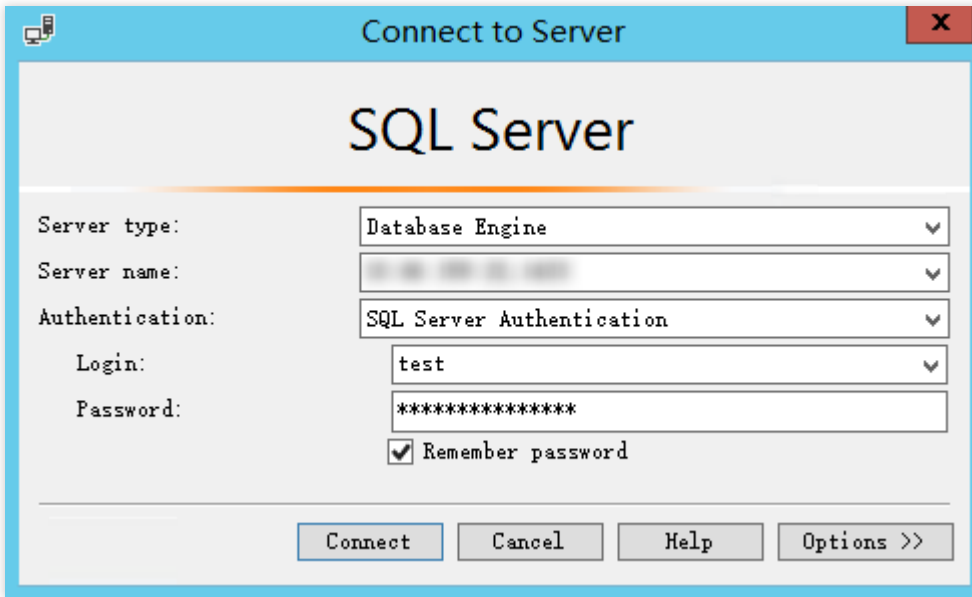 Connect to Server
X
SQL Server
Server type:
Database Engine
Server name:
Authentication:
SQL Server Authentication
Login:
test
Password:
***************
Remember password
Connect
Cancel
Help
Options >>